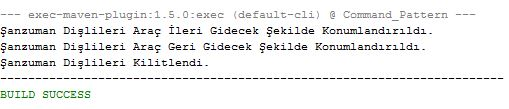 --- exec-maven-plugin:1.5.0:exec (default-cli) @ Command_Pattern ---
Şanzuman Dişlileri Araç İleri Gidecek Şekilde Konumlandırıldı.
Şanzuman Dişlileri Araç Geri Gidecek Şekilde Konumlandırıldı.
Şanzuman Dişlileri Kilitlendi.
------------------------------------------------------------------------
BUILD SUCCESS